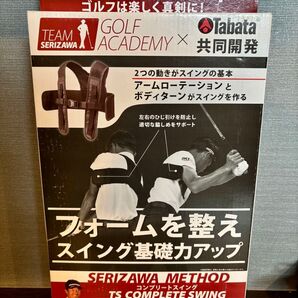 ゴルフは楽しく真剣に!
TEAM SERIZAWA GOLF ACADEMY × Tabata 共同開発
2つの動きがスイングの基本
アームローテーションと
ボディターンがスイングを作る
左右のひじ引けを防止し
適切な脇しめをサポート
フォームを整え
スイング基礎力アップ
SERIZAWA METHOD
コンプリートスイング
TS COMPLETE SWING